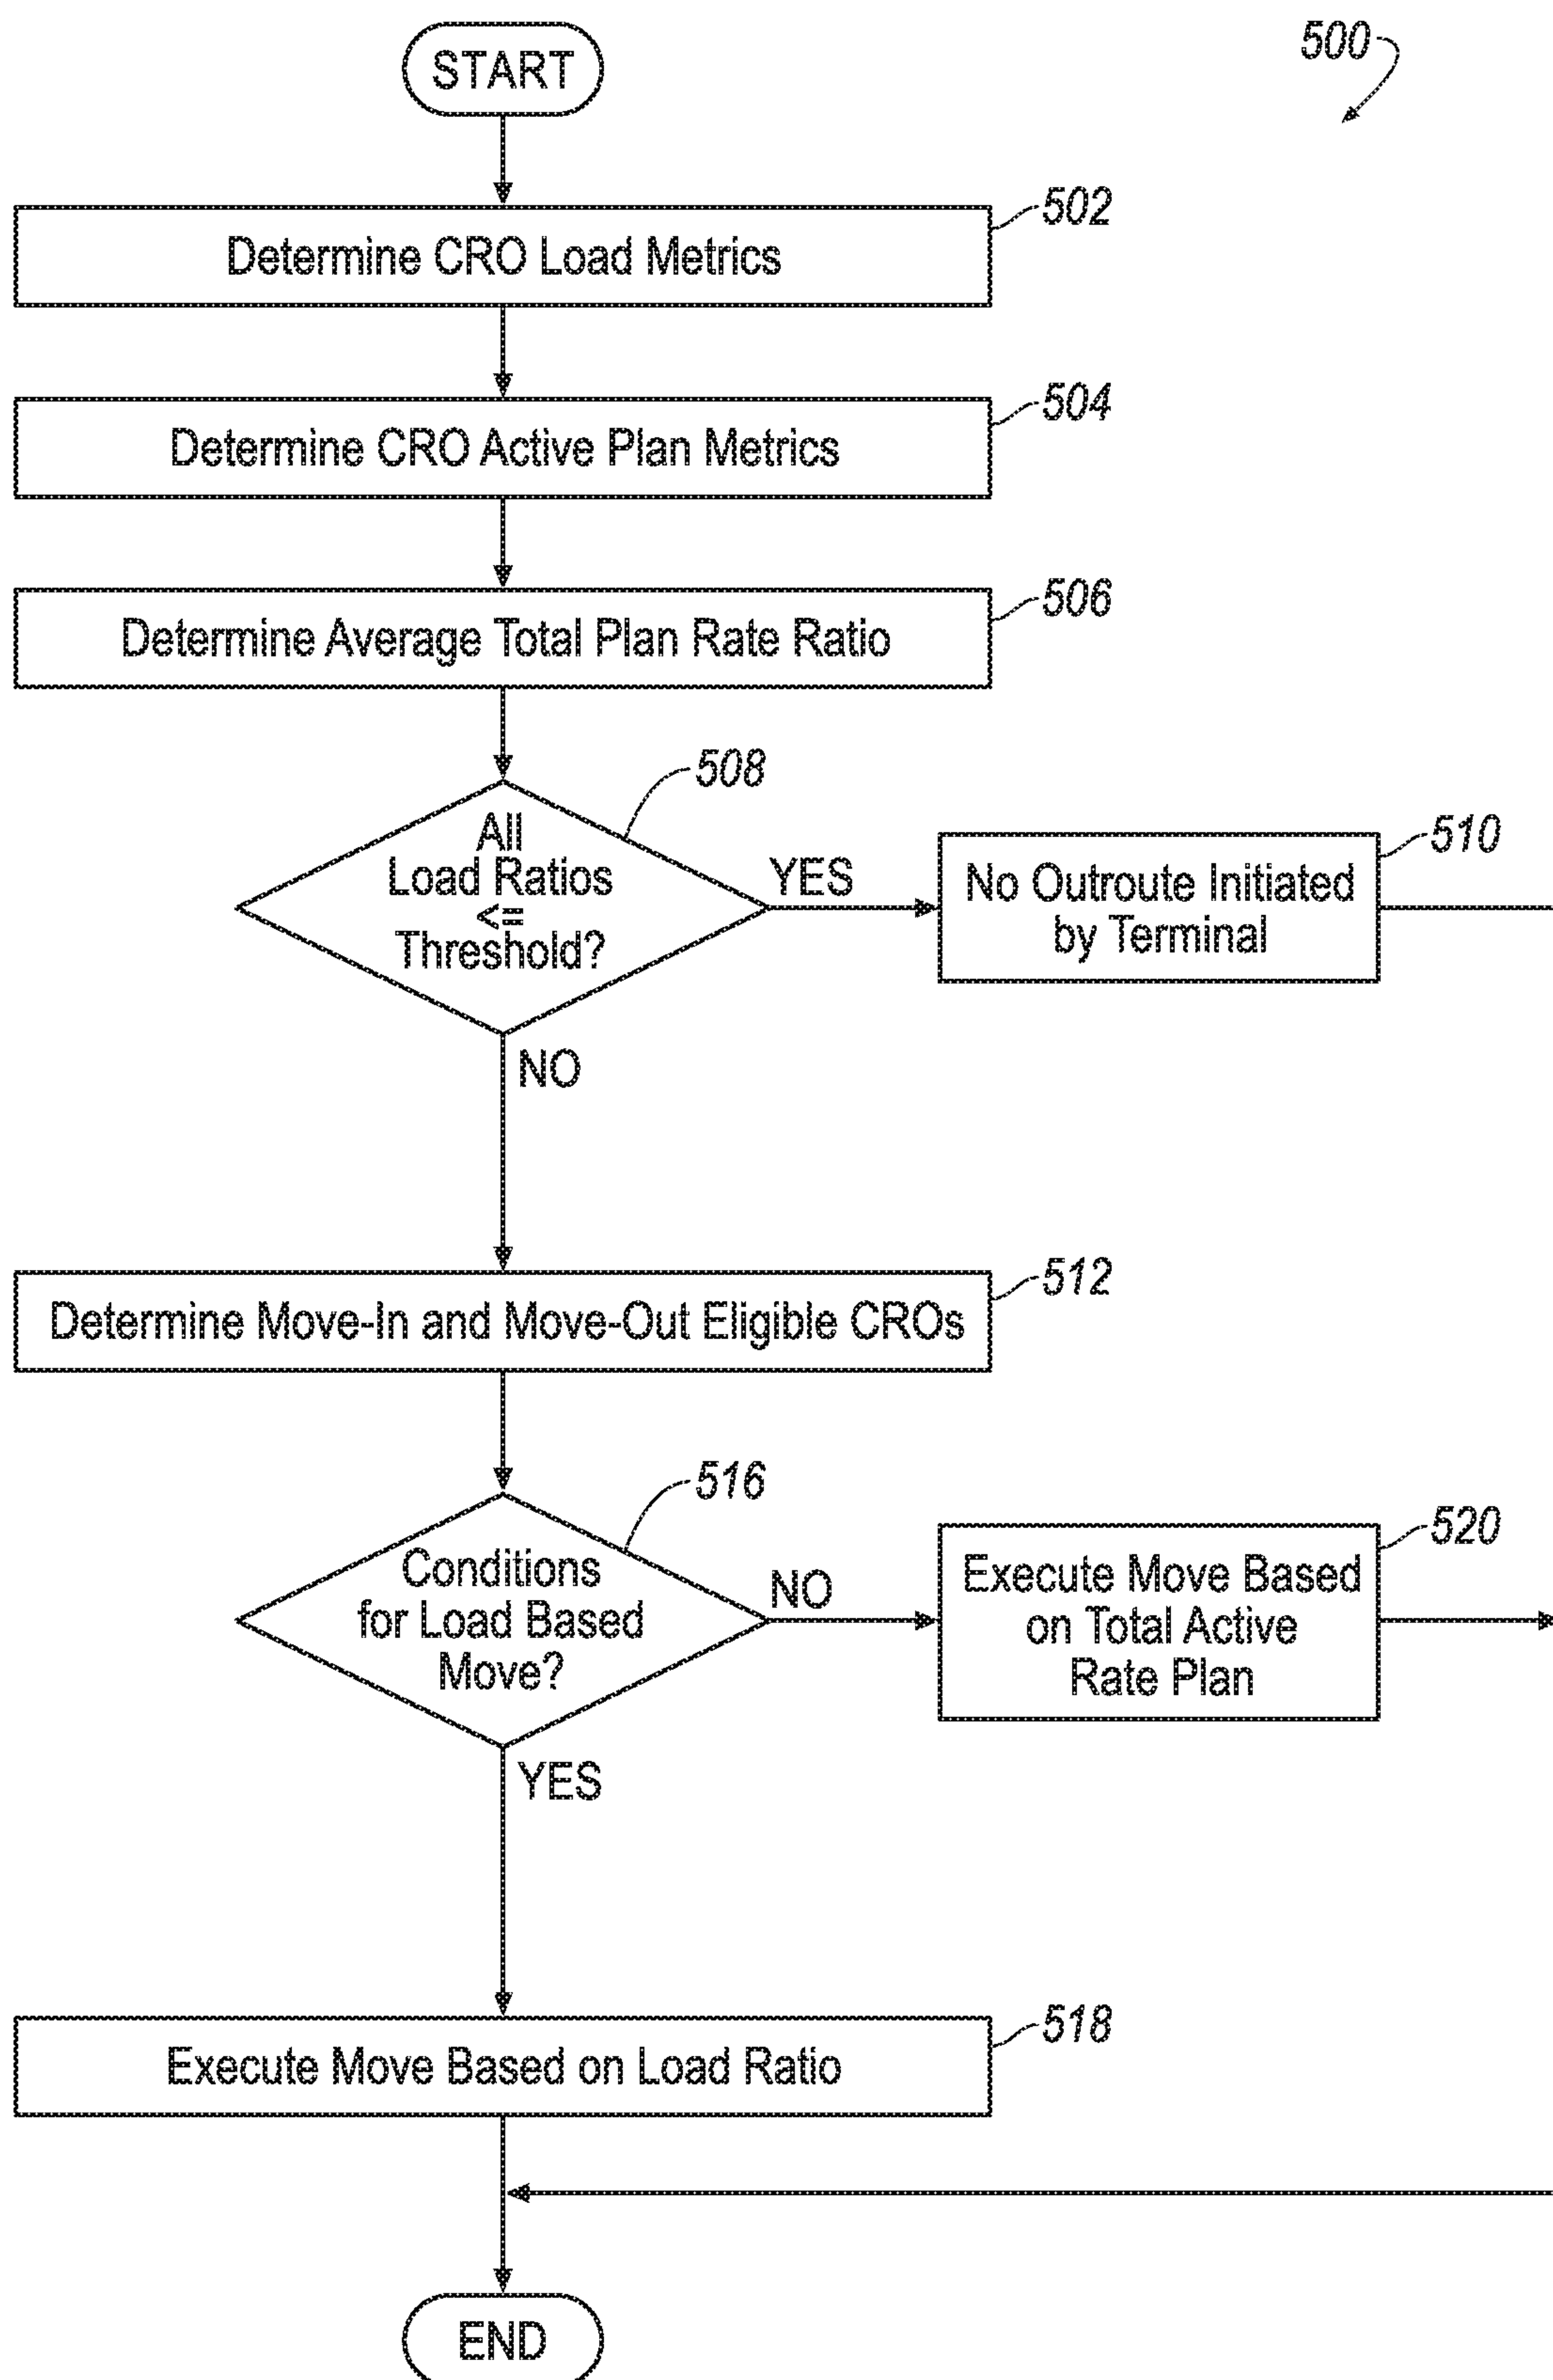 START
500
502
Determine CRO Load Metrics
504
Determine CRO Active Plan Metrics
506
Determine Average Total Plan Rate Ratio
508
All
Load Ratios
<=
Threshold?
YES
510
No Outroute Initiated
by Terminal
NO
512
Determine Move-In and Move-Out Eligible CROs
516
Conditions
for Load Based
Move?
NO
520
Execute Move Based
on Total Active
Rate Plan
YES
518
Execute Move Based on Load Ratio
END